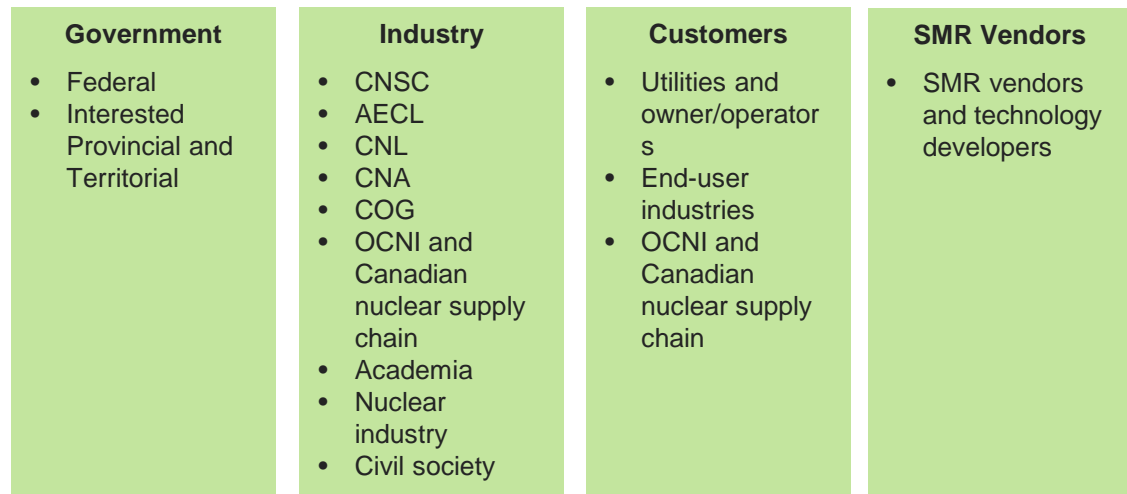 Government
• Federal
• Interested
Provincial and
Territorial
Industry
• CNSC
• AECL
• CNL
• CNA
• COG
• OCNI and
Canadian
nuclear supply
chain
• Academia
• Nuclear
industry
• Civil society
Customers
• Utilities and
owner/operator
s
• End-user
industries
• OCNI and
Canadian
nuclear supply
chain
SMR Vendors
• SMR vendors
and technology
developers